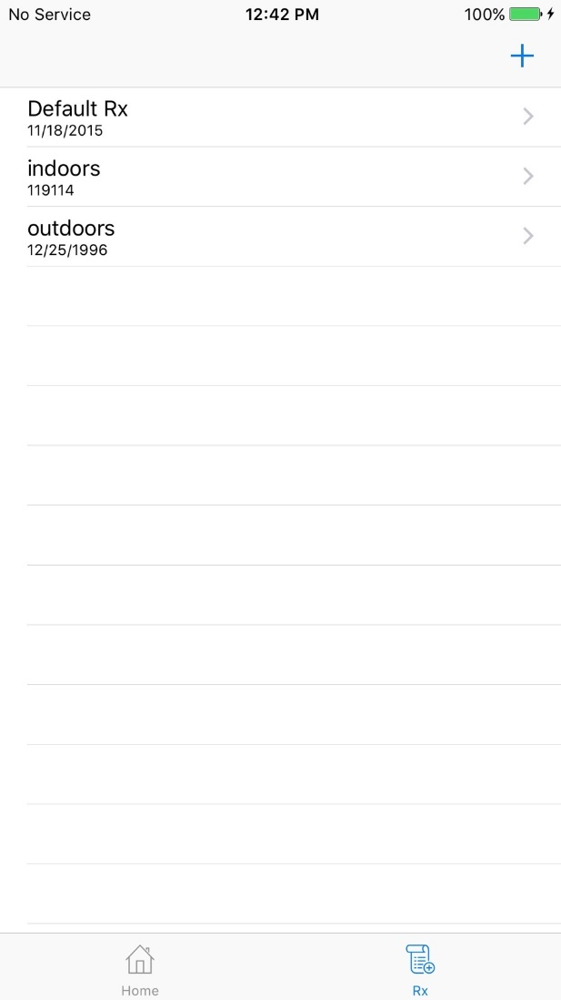 No Service 12:42 PM 100%
Default Rx
11/18/2015
indoors
119114
outdoors
12/25/1996
Home Rx